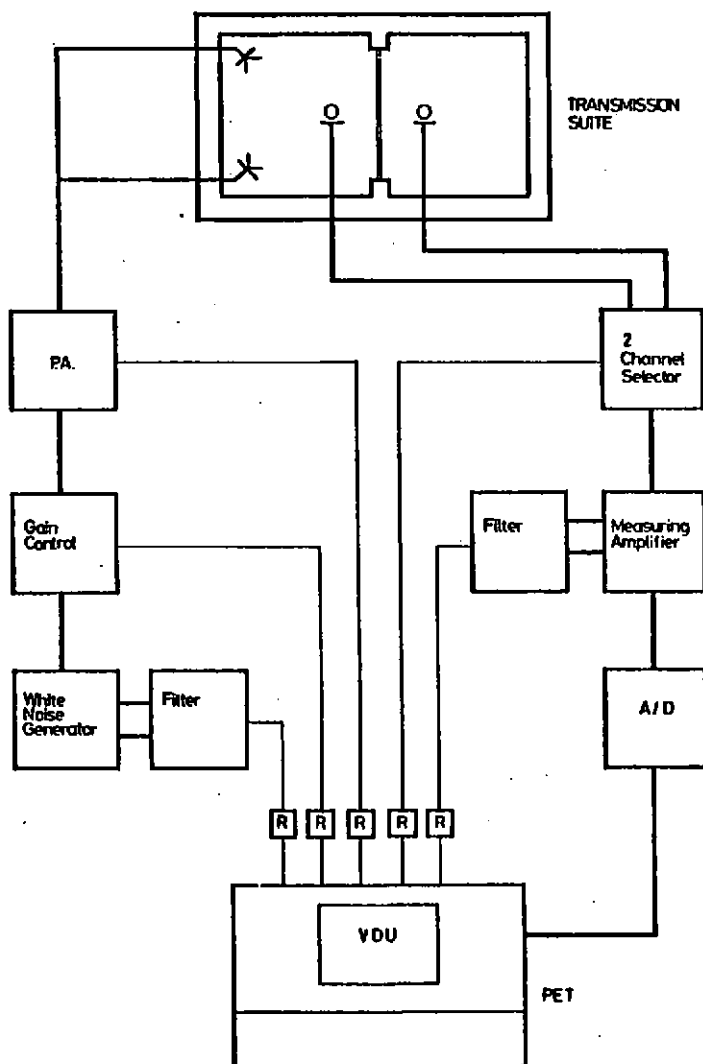 TRANSMISSION
SUITE
P.A.
2
Channel
Selector
Gain
Control
Filter
Measuring
Amplifier
White
Noise
Generator
Filter
A/D
R R R R R
VDU
PET